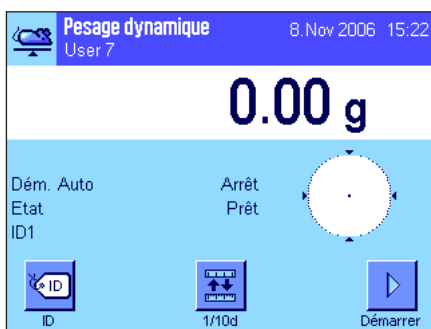 Pesage dynamique 8.Nov 2006 15:22
User 7
0.00 g
Dém. Auto Arrêt
Etat Prêt
ID1
ID
ID 1/10d Démarrer